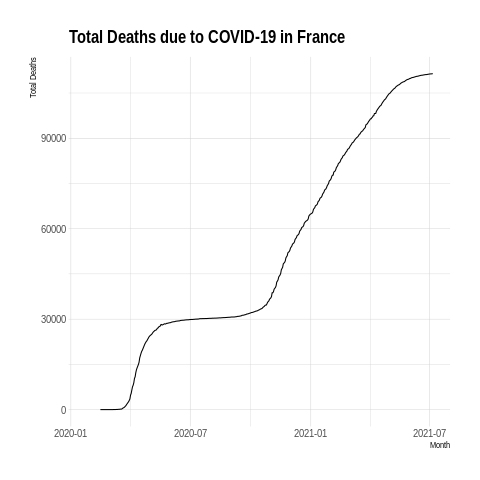 Total Deaths due to COVID-19 in France
Total Deaths
90000
60000
30000
0
2020-01 2020-07 2021-01 2021-07
Month